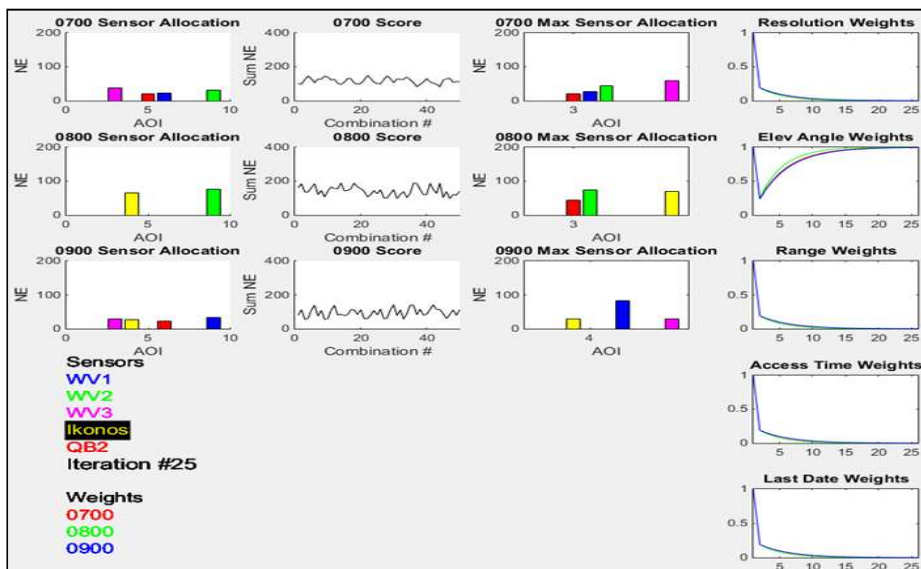 0700 Sensor Allocation
0700 Score
0700 Max Sensor Allocation
Resolution Weights
200
100
0
NE
0
5
10
AOI
400
200
0
Sum NE
0
20
40
Combination #
200
100
0
NE
3
AOI
1
0.5
0
5
10
15
20
25
0800 Sensor Allocation
0800 Score
0800 Max Sensor Allocation
Elev Angle Weights
200
100
0
NE
0
5
10
AOI
400
200
0
Sum NE
0
20
40
Combination #
200
100
0
NE
3
AOI
1
0.5
0
5
10
15
20
25
0900 Sensor Allocation
0900 Score
0900 Max Sensor Allocation
Range Weights
200
100
0
NE
0
5
10
AOI
400
200
0
Sum NE
0
20
40
Combination #
200
100
0
NE
4
AOI
1
0.5
0
5
10
15
20
25
Sensors
WV1
WV2
WV3
Ikonos
QB2
Iteration #25
Weights
0700
0800
0900
Access Time Weights
1
0.5
0
5
10
15
20
25
Last Date Weights
1
0.5
0
5
10
15
20
25